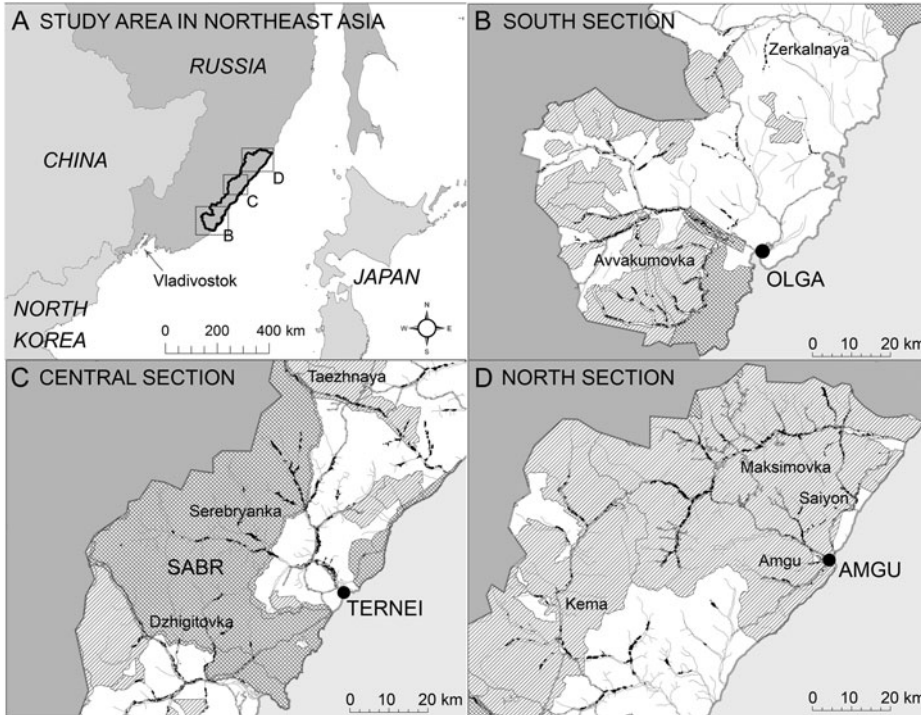 A STUDY AREA IN NORTHEAST ASIA
RUSSIA
CHINA
D
C
B
Vladivostok
JAPAN
NORTH
KOREA
0 200 400 km
N
W E
S
B SOUTH SECTION
Zerkalnaya
Avvakumovka
OLGA
0 10 20 km
C CENTRAL SECTION
Taezhnaya
Serebryanka
SABR
TERNEI
Dzhigitovka
0 10 20 km
D NORTH SECTION
Maksimovka
Saiyon
Amgu
AMGU
Kema
0 10 20 km